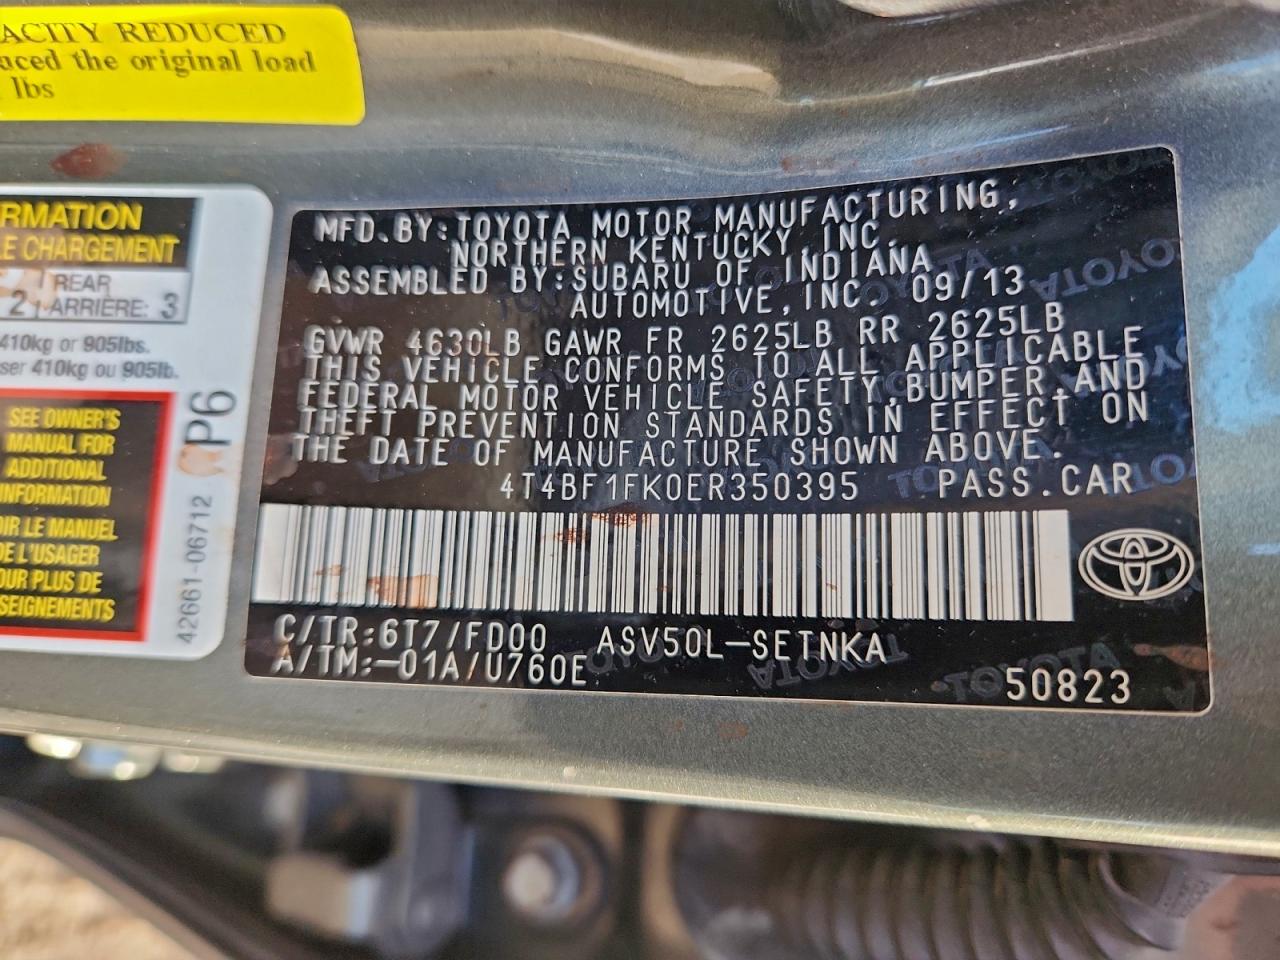 ACITY REDUCED
uced the original load
lbs
RMATION
LE CHARGEMENT
REAR
2 ARRIÈRE: 3
410kg or 905lbs.
ser 410kg ou 905lb.
SEE OWNER'S
MANUAL FOR
ADDITIONAL
INFORMATION
OIR LE MANUEL
DE L'USAGER
OUR PLUS DE
SEIGNEMENTS
P6
42661-06712
MFD.BY:TOYOTA MOTOR MANUFACTURING,
NORTHERN KENTUCKY,INC.
ASSEMBLED BY:SUBARU OF INDIANA
AUTOMOTIVE,INC. 09/13
GVWR 4630LB GAWR FR 2625LB RR 2625LB
THIS VEHICLE CONFORMS TO ALL APPLICABLE
FEDERAL MOTOR VEHICLE SAFETY,BUMPER,AND
THEFT PREVENTION STANDARDS IN EFFECT ON
THE DATE OF MANUFACTURE SHOWN ABOVE.
4T4BF1FK0ER350395 PASS.CAR
C/TR:6T7/FD00 ASV50L-SETNKA
A/TM:-01A/U760E
50823